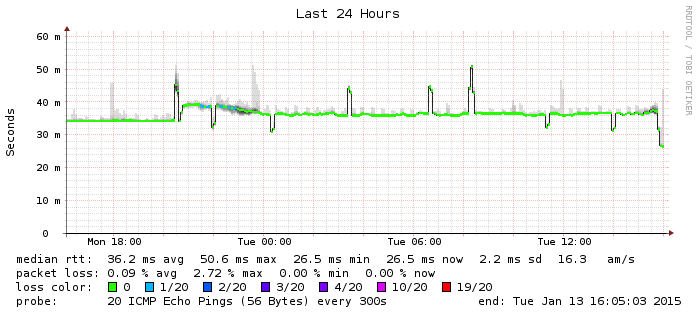 Last 24 Hours
RRDTOOL / TOBI OETIKER
Seconds
60 m
50 m
40 m
30 m
20 m
10 m
0
Mon 18:00 Tue 00:00 Tue 06:00 Tue 12:00
median rtt: 36.2 ms avg 50.6 ms max 26.5 ms min 26.5 ms now 2.2 ms sd 16.3 am/s
packet loss: 0.09 % avg 2.72 % max 0.00 % min 0.00 % now
loss color: 0 1/20 2/20 3/20 4/20 10/20 19/20
probe: 20 ICMP Echo Pings (56 Bytes) every 300s end: Tue Jan 13 16:05:03 2015